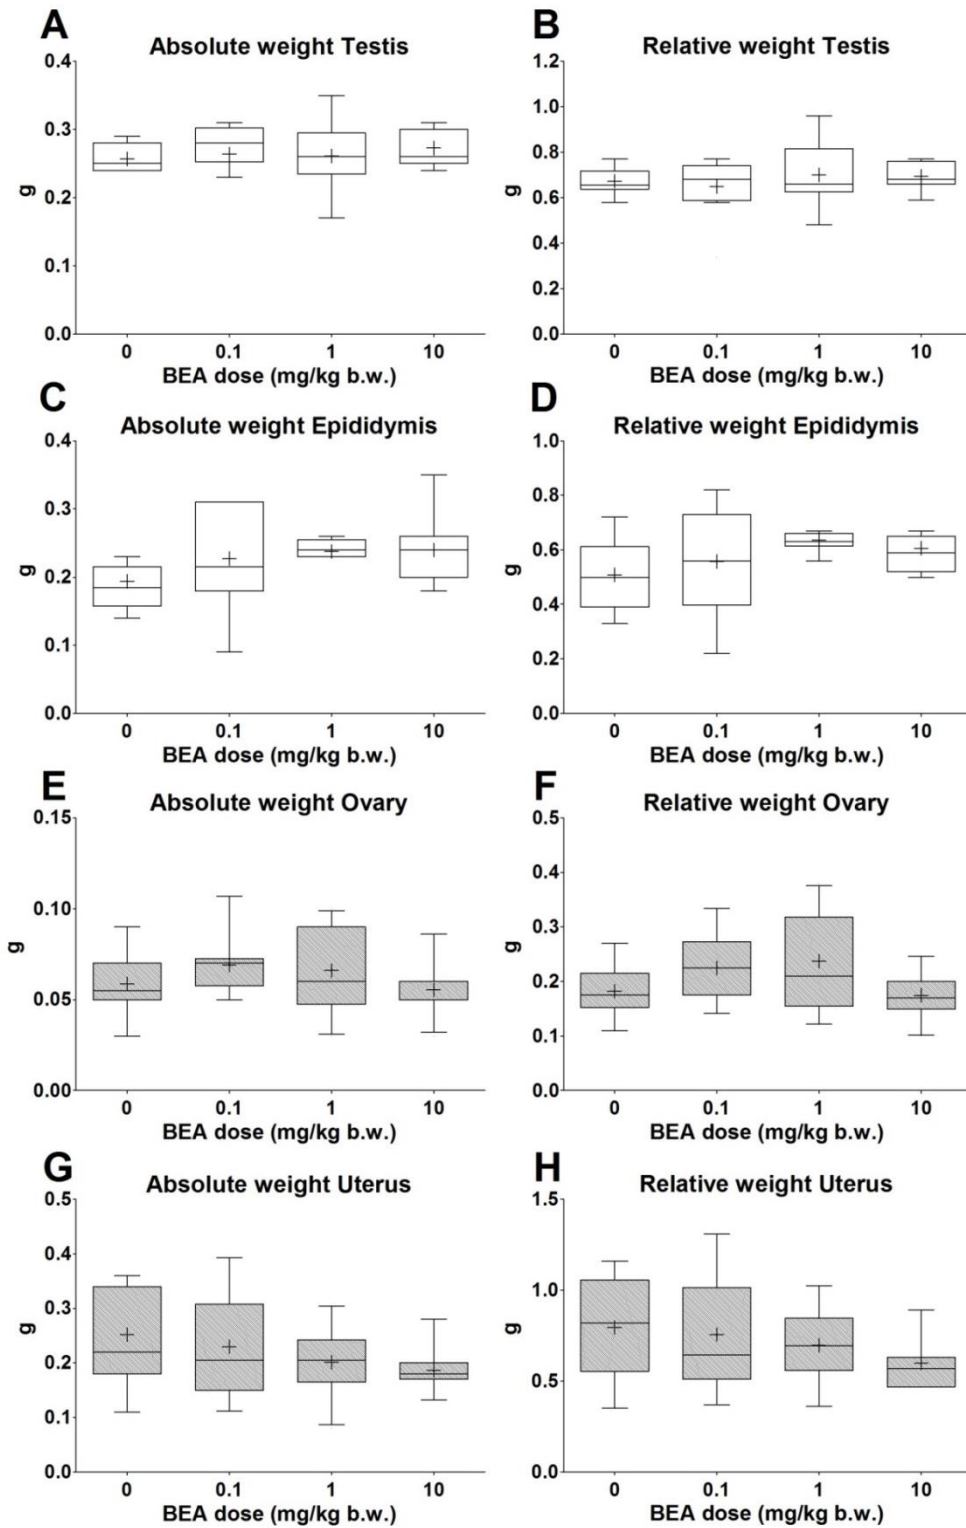 A
Absolute weight Testis
0.4
0.3
0.2
0.1
0.0
g
0 0.1 1 10
BEA dose (mg/kg b.w.)
B
Relative weight Testis
1.2
1.0
0.8
0.6
0.4
0.2
0.0
g
0 0.1 1 10
BEA dose (mg/kg b.w.)
C
Absolute weight Epididymis
0.4
0.3
0.2
0.1
0.0
g
0 0.1 1 10
BEA dose (mg/kg b.w.)
D
Relative weight Epididymis
1.0
0.8
0.6
0.4
0.2
0.0
g
0 0.1 1 10
BEA dose (mg/kg b.w.)
E
Absolute weight Ovary
0.15
0.10
0.05
0.00
g
0 0.1 1 10
BEA dose (mg/kg b.w.)
F
Relative weight Ovary
0.5
0.4
0.3
0.2
0.1
0.0
g
0 0.1 1 10
BEA dose (mg/kg b.w.)
G
Absolute weight Uterus
0.5
0.4
0.3
0.2
0.1
0.0
g
0 0.1 1 10
BEA dose (mg/kg b.w.)
H
Relative weight Uterus
1.5
1.0
0.5
0.0
g
0 0.1 1 10
BEA dose (mg/kg b.w.)